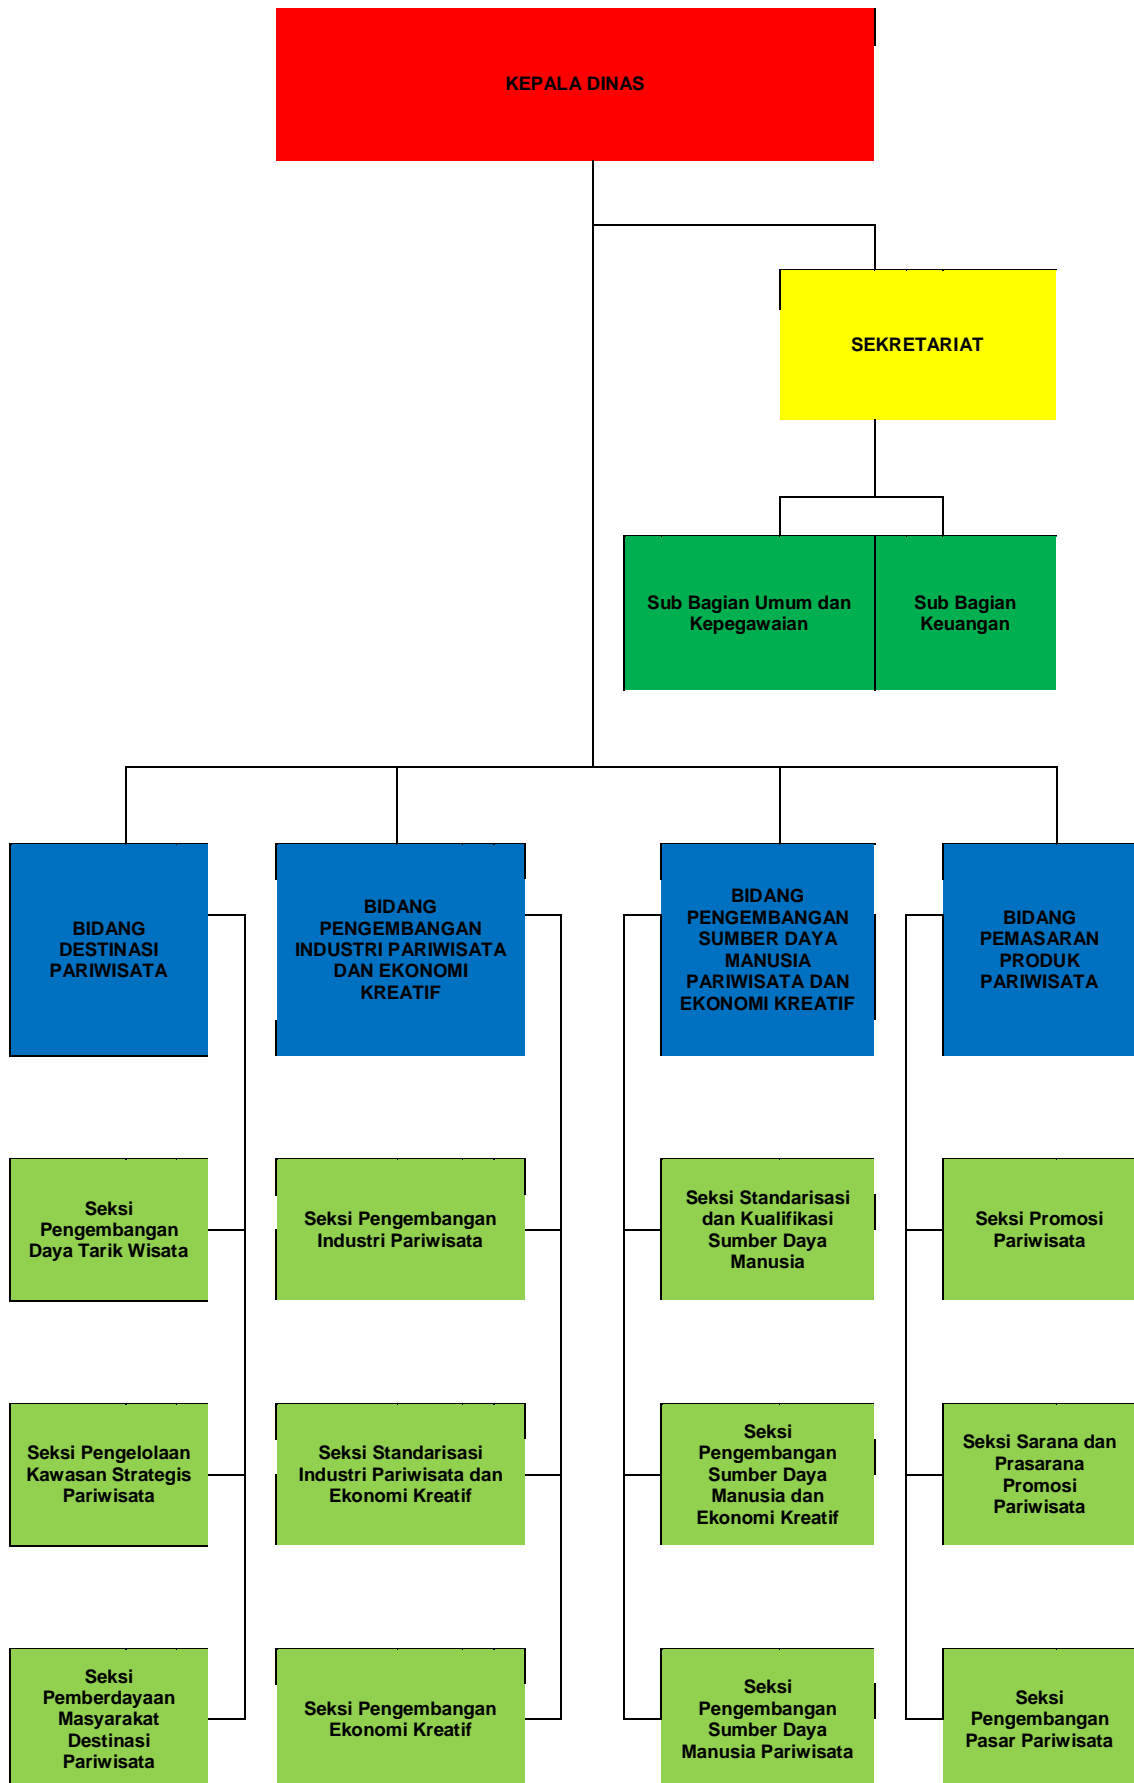 KEPALA DINAS
SEKRETARIAT
Sub Bagian Umum dan
Kepegawaian
Sub Bagian
Keuangan
BIDANG
DESTINASI
PARIWISATA
BIDANG
PENGEMBANGAN
INDUSTRI PARIWISATA
DAN EKONOMI
KREATIF
BIDANG
PENGEMBANGAN
SUMBER DAYA
MANUSIA
PARIWISATA DAN
EKONOMI KREATIF
BIDANG
PEMASARAN
PRODUK
PARIWISATA
Seksi
Pengembangan
Daya Tarik Wisata
Seksi Pengembangan
Industri Pariwisata
Seksi Standarisasi
dan Kualifikasi
Sumber Daya
Manusia
Seksi Promosi
Pariwisata
Seksi Pengelolaan
Kawasan Strategis
Pariwisata
Seksi Standarisasi
Industri Pariwisata dan
Ekonomi Kreatif
Seksi
Pengembangan
Sumber Daya
Manusia dan
Ekonomi Kreatif
Seksi Sarana dan
Prasarana
Promosi
Pariwisata
Seksi
Pemberdayaan
Masyarakat
Destinasi
Pariwisata
Seksi Pengembangan
Ekonomi Kreatif
Seksi
Pengembangan
Sumber Daya
Manusia Pariwisata
Seksi
Pengembangan
Pasar Pariwisata